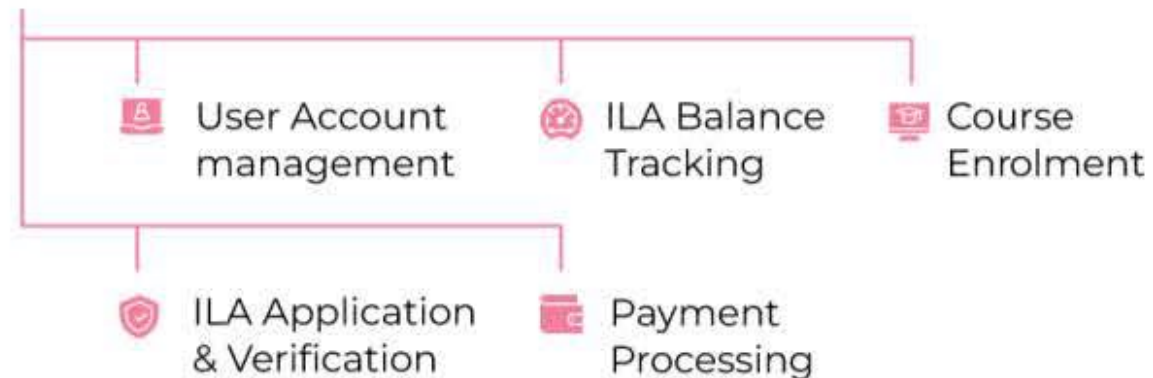 User Account
management
ILA Balance
Tracking
Course
Enrolment
ILA Application
& Verification
Payment
Processing